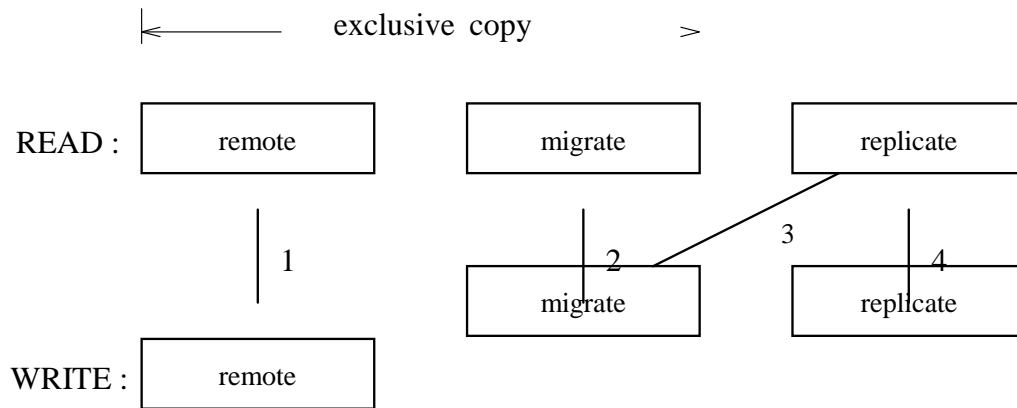 exclusive copy
READ : remote migrate replicate
1 2 3 4
migrate replicate
WRITE : remote